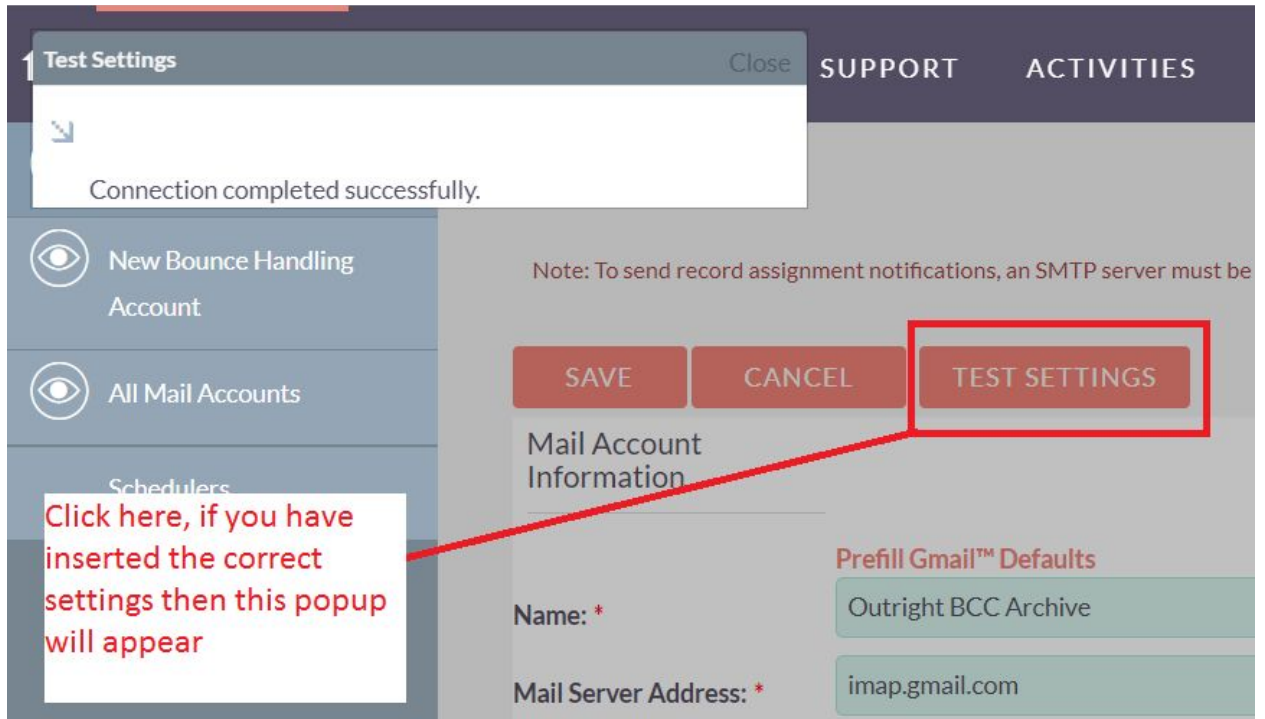 Test Settings
Close
SUPPORT
ACTIVITIES
Connection completed successfully.
New Bounce Handling
Account
All Mail Accounts
Schedulers
Click here, if you have
inserted the correct
settings then this popup
will appear
Note: To send record assignment notifications, an SMTP server must be
SAVE
CANCEL
TEST SETTINGS
Mail Account
Information
Prefill Gmail™ Defaults
Name: *
Outright BCC Archive
Mail Server Address: *
imap.gmail.com